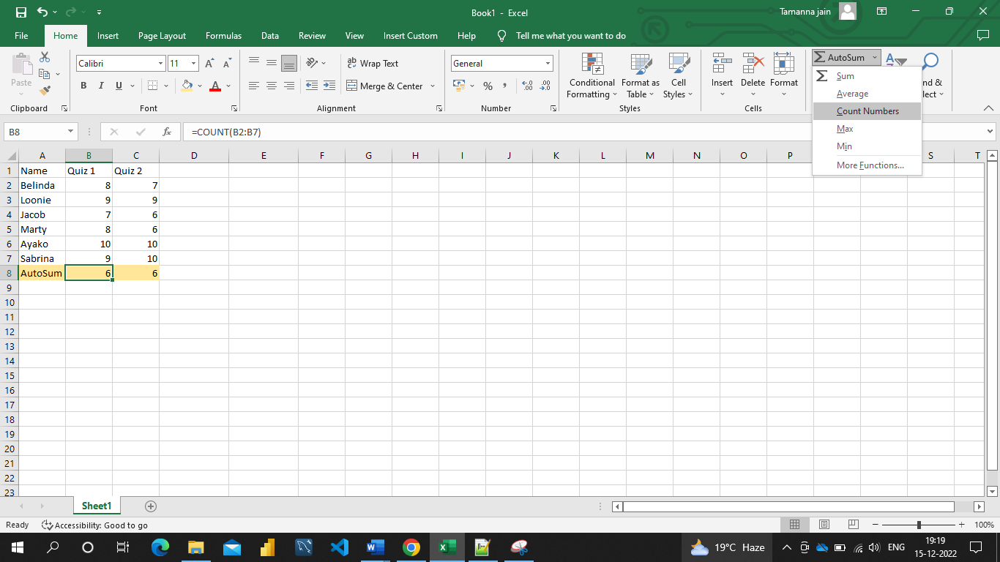 Book1 - Excel
Tamanna jain
File Home Insert Page Layout Formulas Data Review View Insert Custom Help Tell me what you want to do
Paste
Clipboard
Calibri 11
B I U A
Font
Wrap Text
Merge & Center
Alignment
General
% ,
Number
Conditional Formatting
Format as Table
Cell Styles
Styles
Insert Delete Format
Cells
AutoSum
Sum
Average
Count Numbers
Max
Min
More Functions...
B8 fx =COUNT(B2:B7)
A B C D E F G H I J K L M N O P S T
1 Name Quiz 1 Quiz 2
2 Belinda 8 7
3 Loonie 9 9
4 Jacob 7 6
5 Marty 8 6
6 Ayako 10 10
7 Sabrina 9 10
8 AutoSum 6 6
9
10
11
12
13
14
15
16
17
18
19
20
21
22
23
Sheet1
Ready Accessibility: Good to go 100%
19°C Haze ENG 19:19
15-12-2022